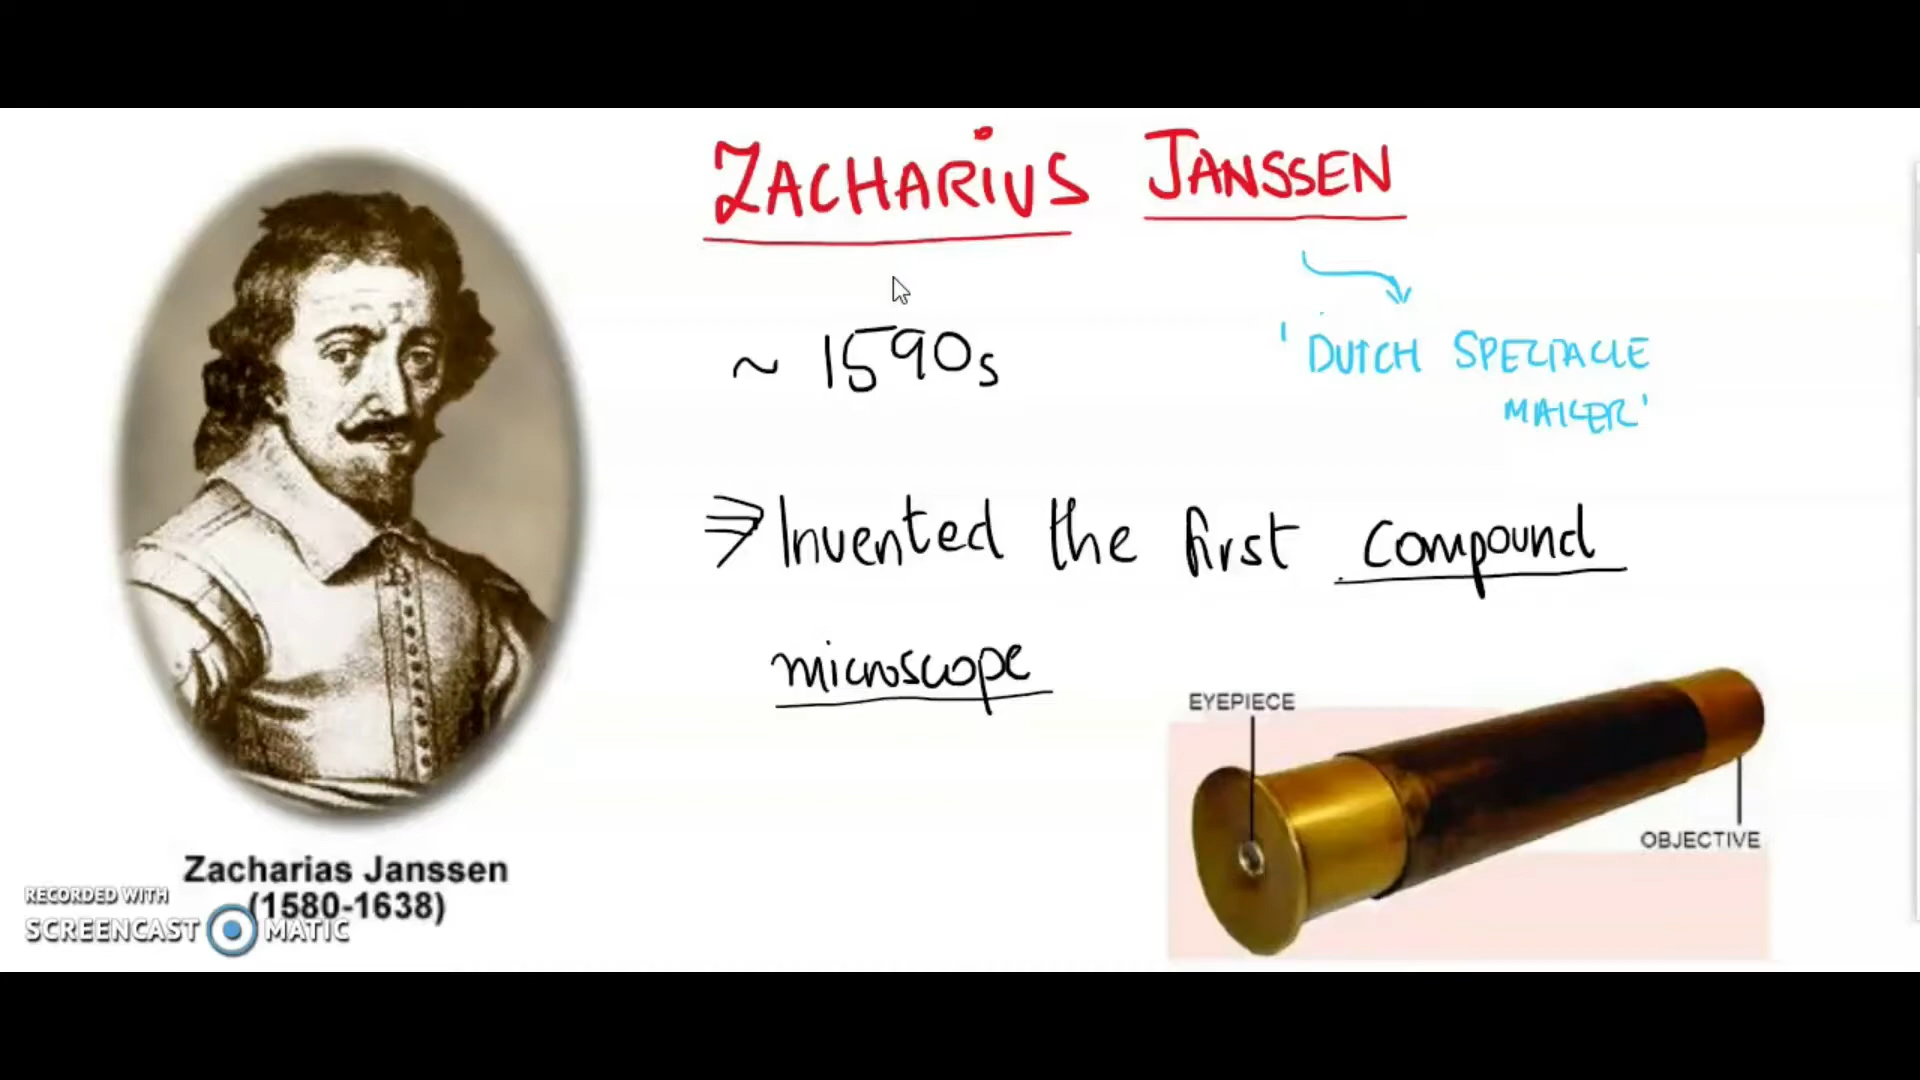 ZACHARIUS JANSSEN
~ 1590s
'DUTCH SPECTACLE
MAKER'
⇛ Invented the first compound
microscope
EYEPIECE
OBJECTIVE
Zacharias Janssen
(1580-1638)
RECORDED WITH
SCREENCAST MATIC